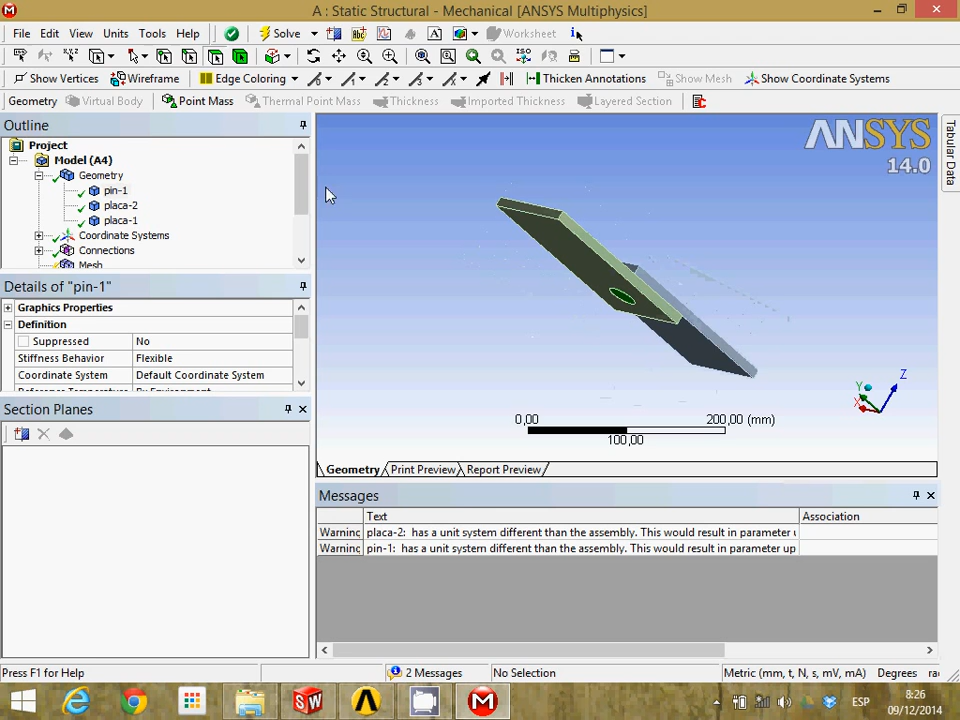 A : Static Structural - Mechanical [ANSYS Multiphysics]
File Edit View Units Tools Help Solve Worksheet
Show Vertices Wireframe Edge Coloring Thicken Annotations Show Mesh Show Coordinate Systems
Geometry Virtual Body Point Mass Thermal Point Mass Thickness Imported Thickness Layered Section
Outline
Project
Model (A4)
Geometry
pin-1
placa-2
placa-1
Coordinate Systems
Connections
Mesh
Details of "pin-1"
Graphics Properties
Definition
Suppressed No
Stiffness Behavior Flexible
Coordinate System Default Coordinate System
Reference Temperature By Environment
Section Planes
ANSYS
14.0
Tabular Data
0,00 200,00 (mm)
100,00
Z
Y
X
Geometry Print Preview Report Preview
Messages
Text Association
Warning placa-2: has a unit system different than the assembly. This would result in parameter u
Warning pin-1: has a unit system different than the assembly. This would result in parameter up
Press F1 for Help 2 Messages No Selection Metric (mm, t, N, s, mV, mA) Degrees ra
ESP
8:26
09/12/2014